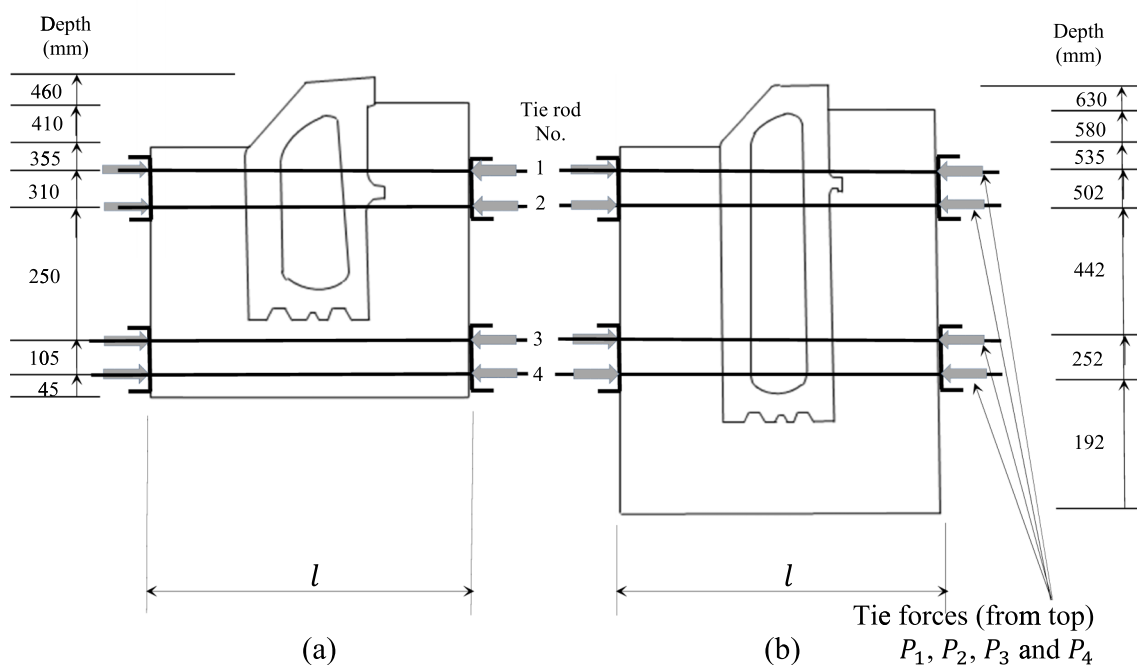 Depth
(mm)
460
410
355
310
250
105
45
Tie rod
No.
1
2
3
4
Depth
(mm)
630
580
535
502
442
252
192
l
l
Tie forces (from top)
P₁, P₂, P₃ and P₄
(a)
(b)